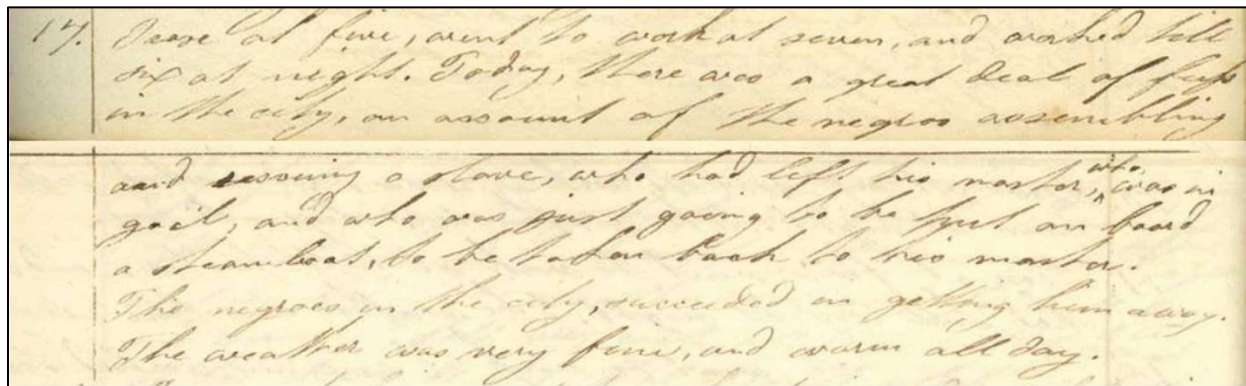 17. I rose at five, went to work at seven, and worked till
six at night. Today, there was a great deal of fuss
in the city, on account of the negros assembling
and rescuing a slave, who had left his master, who was in
gaol, and who was just going to be put on board
a steamboat, to be taken back to his master.
The negroes in the city, succeeded in getting him away.
The weather was very fine, and warm all day.